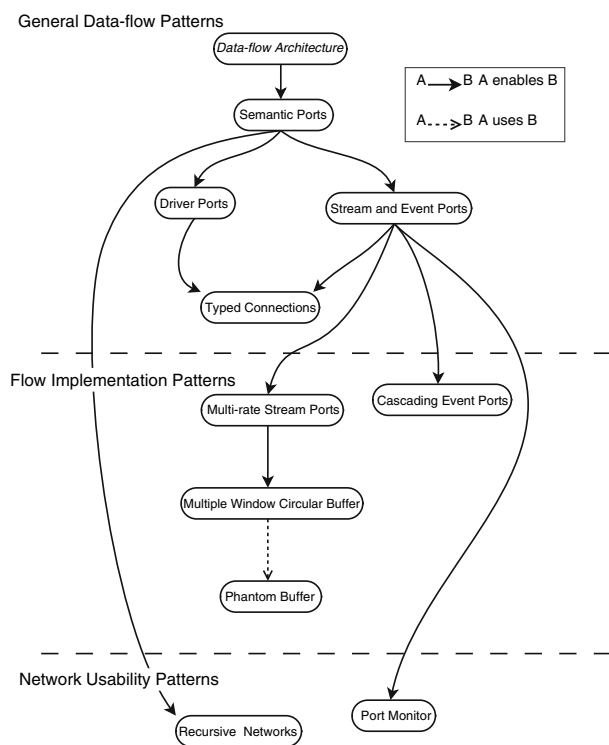 General Data-flow Patterns
Data-flow Architecture
A B A enables B
A B A uses B
Semantic Ports
Driver Ports
Stream and Event Ports
Typed Connections
Flow Implementation Patterns
Multi-rate Stream Ports
Cascading Event Ports
Multiple Window Circular Buffer
Phantom Buffer
Network Usability Patterns
Recursive Networks
Port Monitor